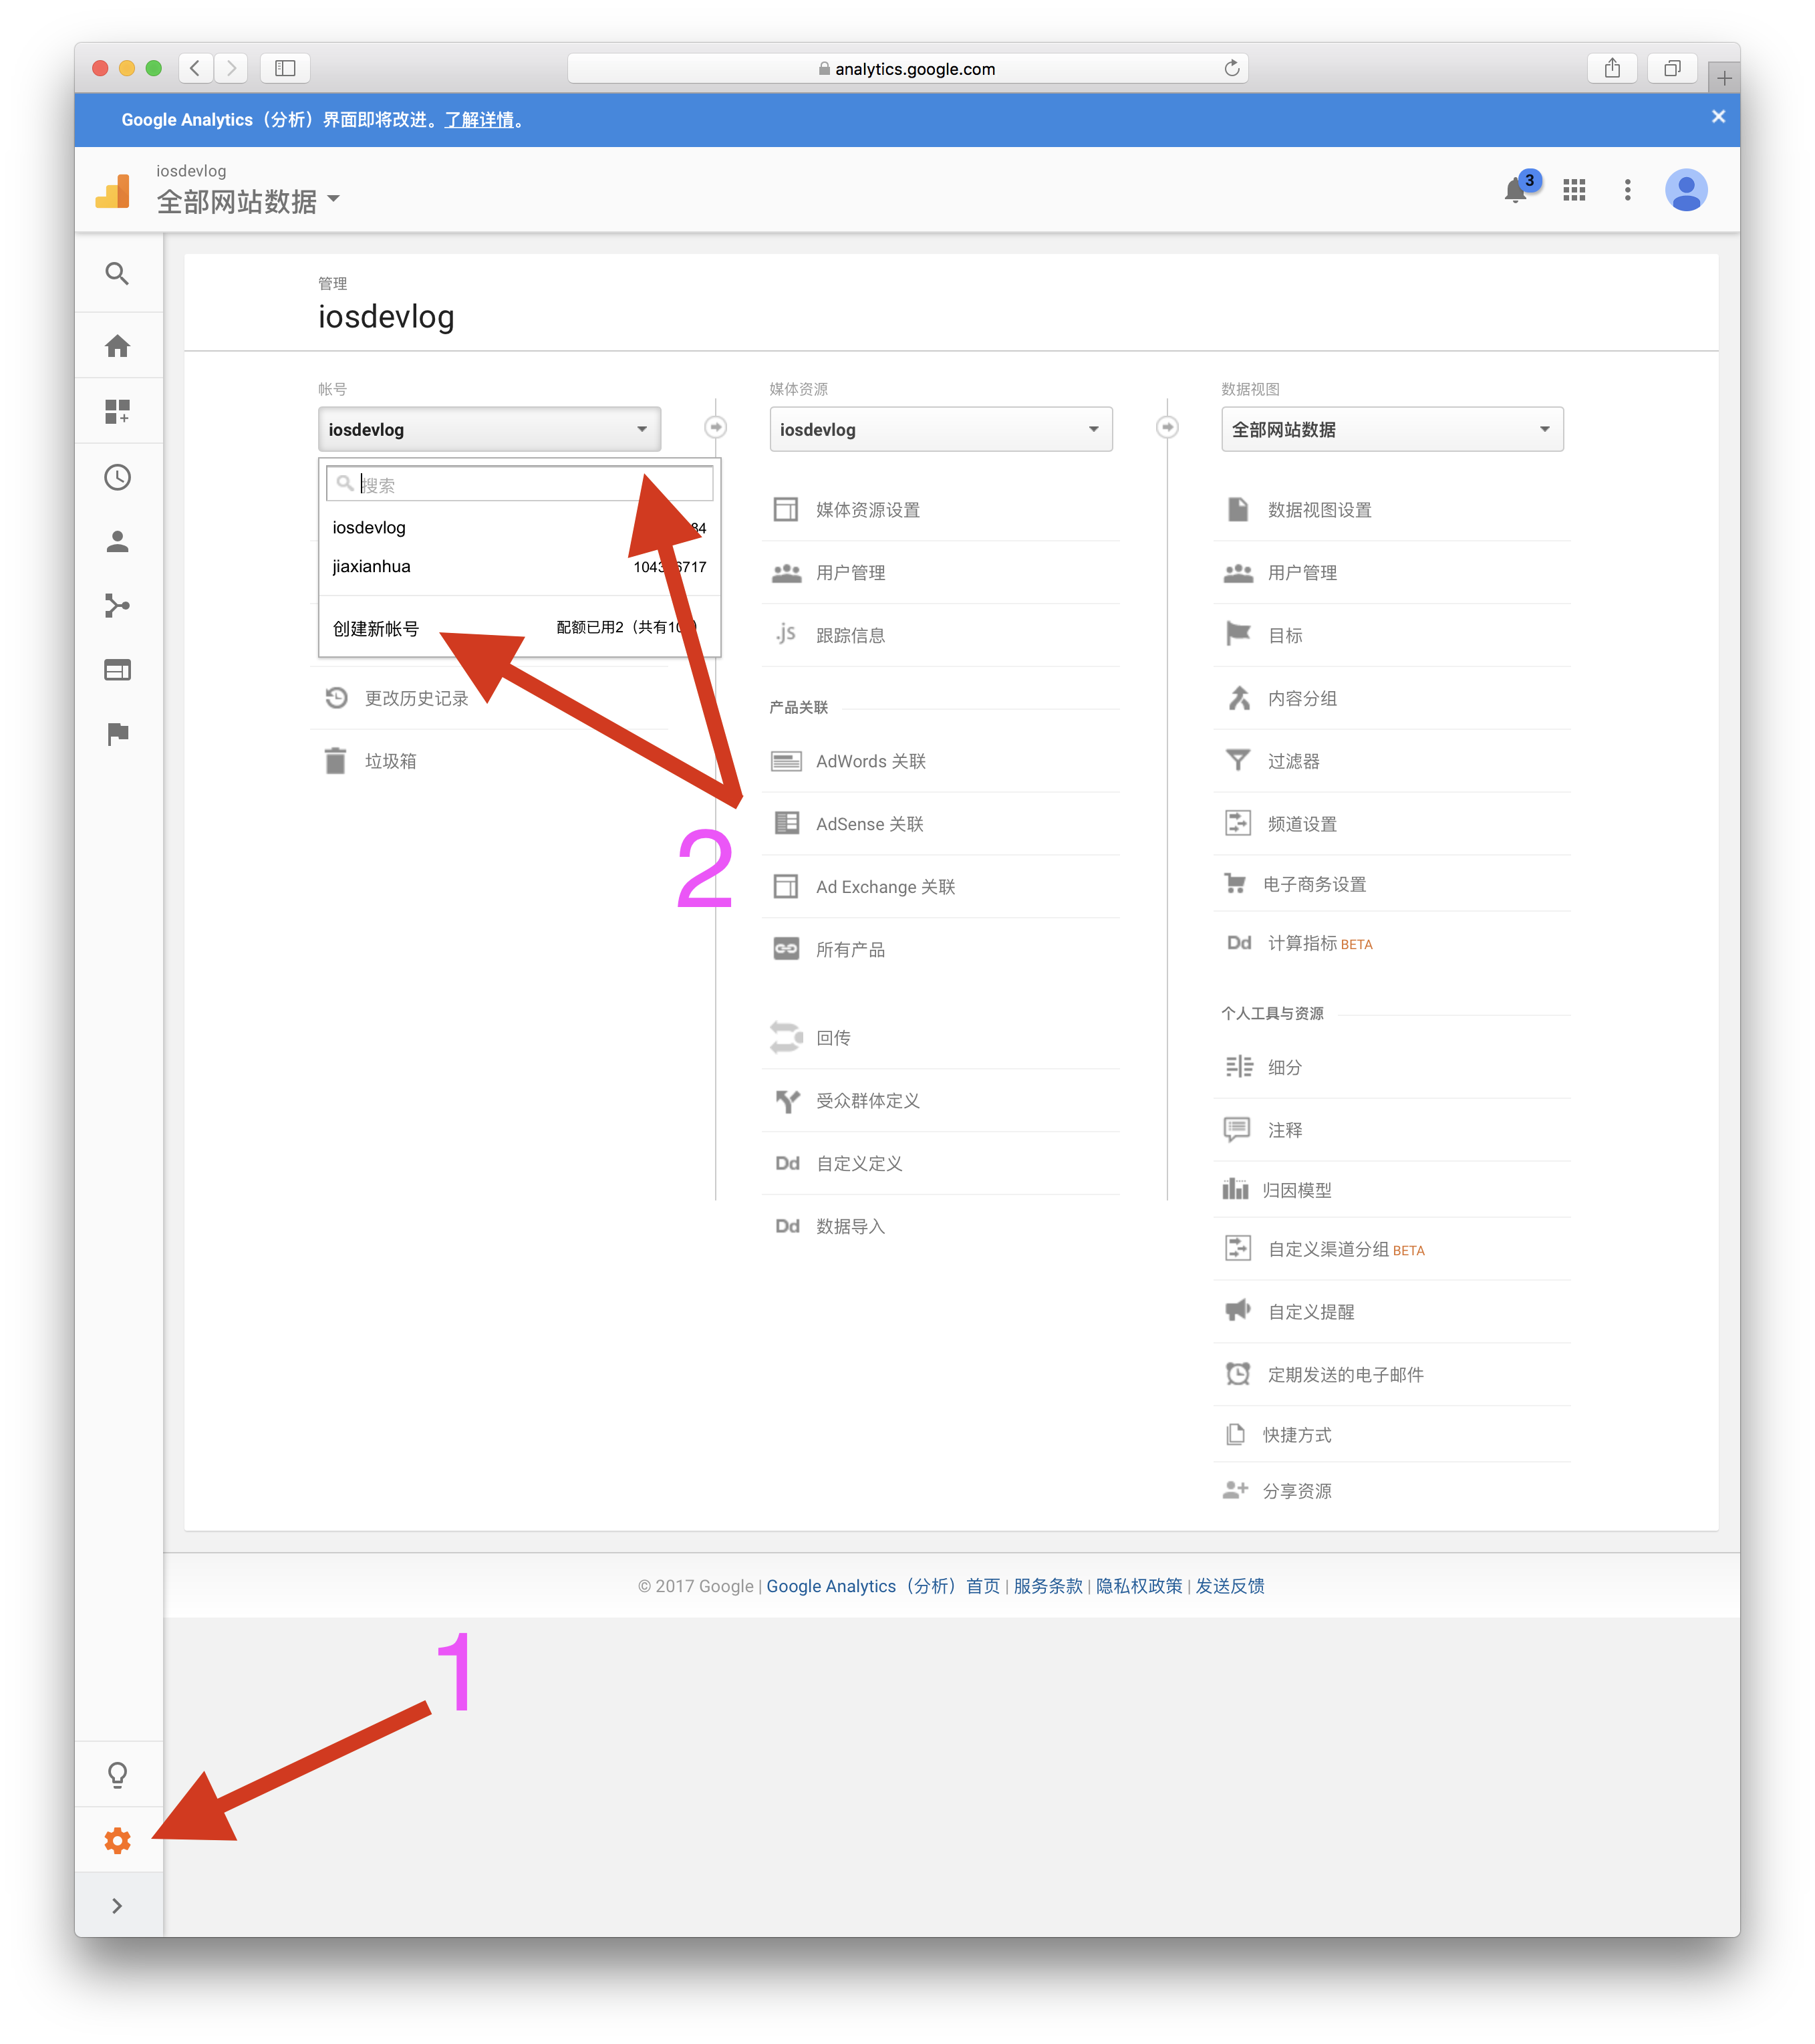 analytics.google.com
Google Analytics（分析）界面即将改进。了解详情。
iosdevlog
全部网站数据
3
管理
iosdevlog
帐号
iosdevlog
搜索
iosdevlog
84
jiaxianhua
6717
创建新帐号
配额已用2（共有
更改历史记录
垃圾箱
媒体资源
iosdevlog
媒体资源设置
用户管理
.js 跟踪信息
产品关联
AdWords 关联
AdSense 关联
Ad Exchange 关联
所有产品
回传
受众群体定义
Dd 自定义定义
Dd 数据导入
数据视图
全部网站数据
数据视图设置
用户管理
目标
内容分组
过滤器
频道设置
电子商务设置
Dd 计算指标 BETA
个人工具与资源
细分
注释
归因模型
自定义渠道分组 BETA
自定义提醒
定期发送的电子邮件
快捷方式
分享资源
2
© 2017 Google | Google Analytics（分析）首页 | 服务条款 | 隐私权政策 | 发送反馈
1